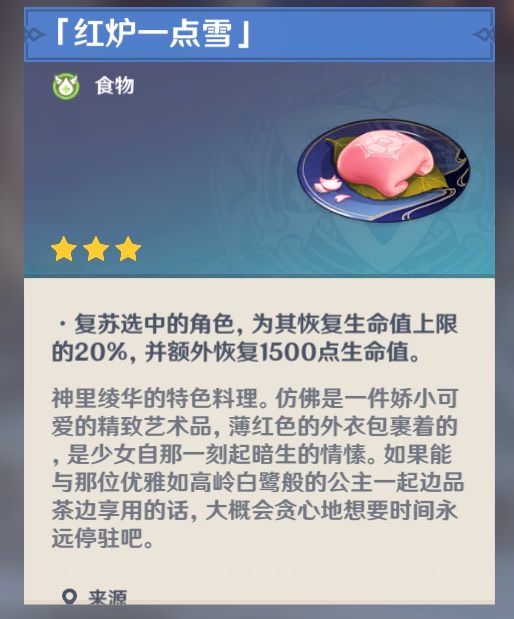 「红炉一点雪」
食物
·复苏选中的角色，为其恢复生命值上限
的20%，并额外恢复1500点生命值。
神里绫华的特色料理。仿佛是一件娇小可
爱的精致艺术品，薄红色的外衣包裹着的
，是少女自那一刻起暗生的情愫。如果能
与那位优雅如高岭白鹭般的公主一起边品
茶边享用的话，大概会贪心地想要时间永
远停驻吧。
来源